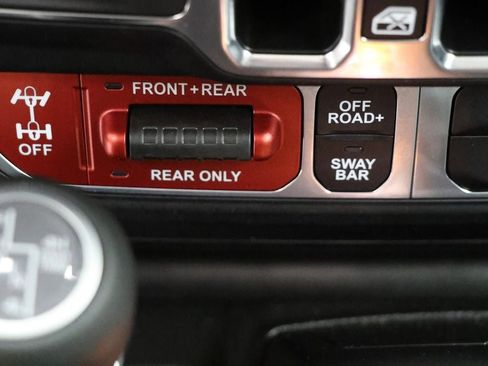 FRONT+REAR
OFF
REAR ONLY
OFF
ROAD+
SWAY
BAR